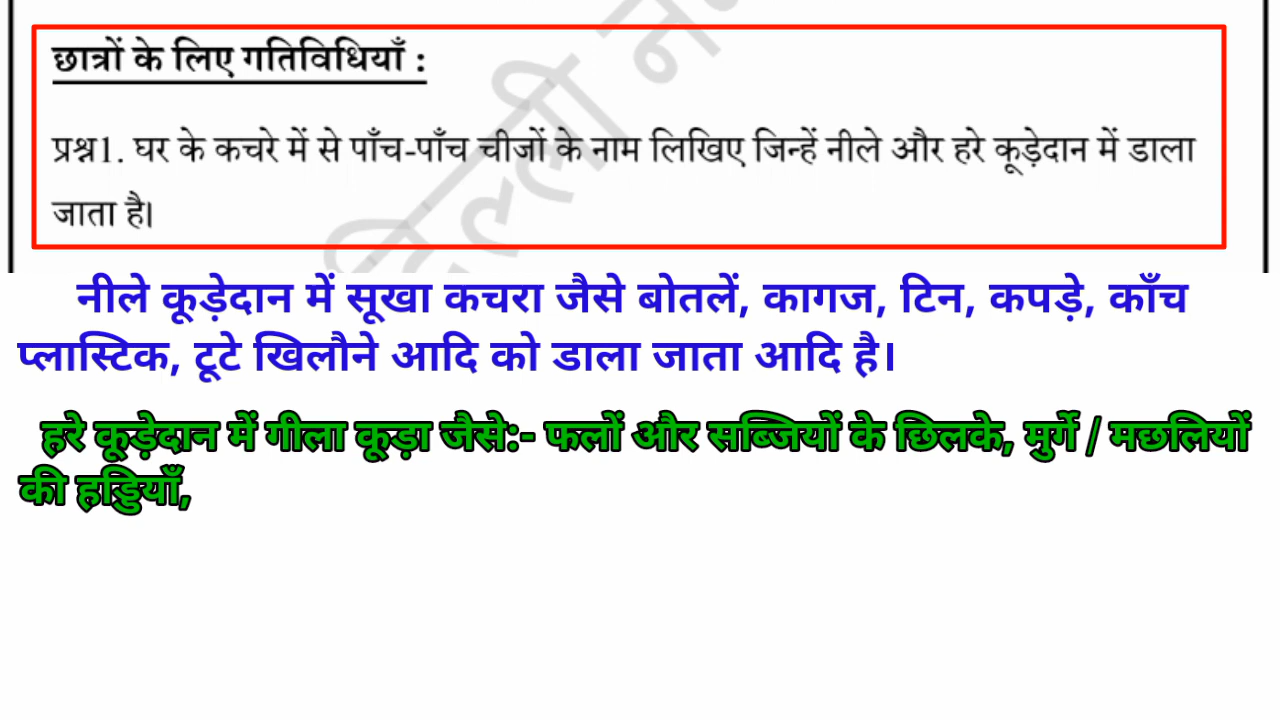 छात्रों के लिए गतिविधियाँ :
प्रश्न1. घर के कचरे में से पाँच-पाँच चीजों के नाम लिखिए जिन्हें नीले और हरे कूड़ेदान में डाला
जाता है।
नीले कूड़ेदान में सूखा कचरा जैसे बोतलें, कागज, टिन, कपड़े, काँच
प्लास्टिक, टूटे खिलौने आदि को डाला जाता आदि है।
हरे कूड़ेदान में गीला कूड़ा जैसे:- फलों और सब्जियों के छिलके, मुर्गे / मछलियों
की हड्डियाँ,